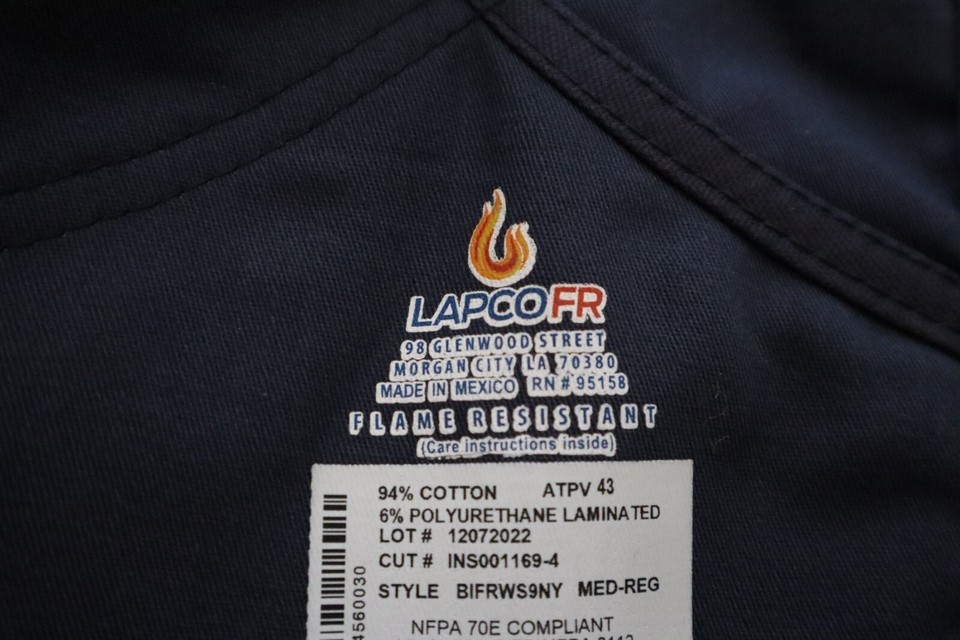 LAPCOFR
98 GLENWOOD STREET
MORGAN CITY LA 70380
MADE IN MEXICO RN # 95158
FLAME RESISTANT
(Care instructions inside)
94% COTTON ATPV 43
6% POLYURETHANE LAMINATED
LOT # 12072022
CUT # INS001169-4
STYLE BIFRWS9NY MED-REG
4560030
NFPA 70E COMPLIANT